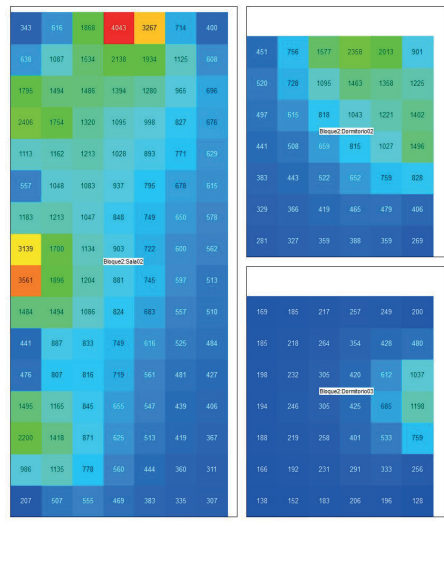 343 616 1868 4043 3267 714 400
638 1087 1534 2138 1934 1125 608
1795 1494 1486 1394 1280 965 696
2406 1754 1320 1095 998 827 676
1113 1162 1213 1028 893 771 629
557 1048 1083 937 795 678 615
1183 1213 1047 848 749 650 578
3139 1700 1134 903 722 600 562
Bloque2:Sala02
3561 1896 1204 881 745 597 513
1484 1494 1086 824 683 557 510
441 887 833 749 616 525 484
476 807 816 719 561 481 427
1495 1165 845 655 547 439 406
2200 1418 871 625 513 419 367
986 1135 778 560 444 360 311
207 507 555 469 383 335 307
451 756 1577 2358 2013 901
520 728 1095 1463 1358 1225
497 615 818 1043 1221 1402
Bloque2:Dormitorio02
441 508 659 815 1027 1496
383 443 522 652 759 828
329 366 419 465 479 406
281 327 359 388 359 269
169 185 217 257 249 200
185 218 264 354 428 480
198 232 305 420 612 1037
Bloque2:Dormitorio03
194 246 305 425 685 1198
188 219 258 401 533 759
166 192 231 291 333 256
138 152 183 206 196 128